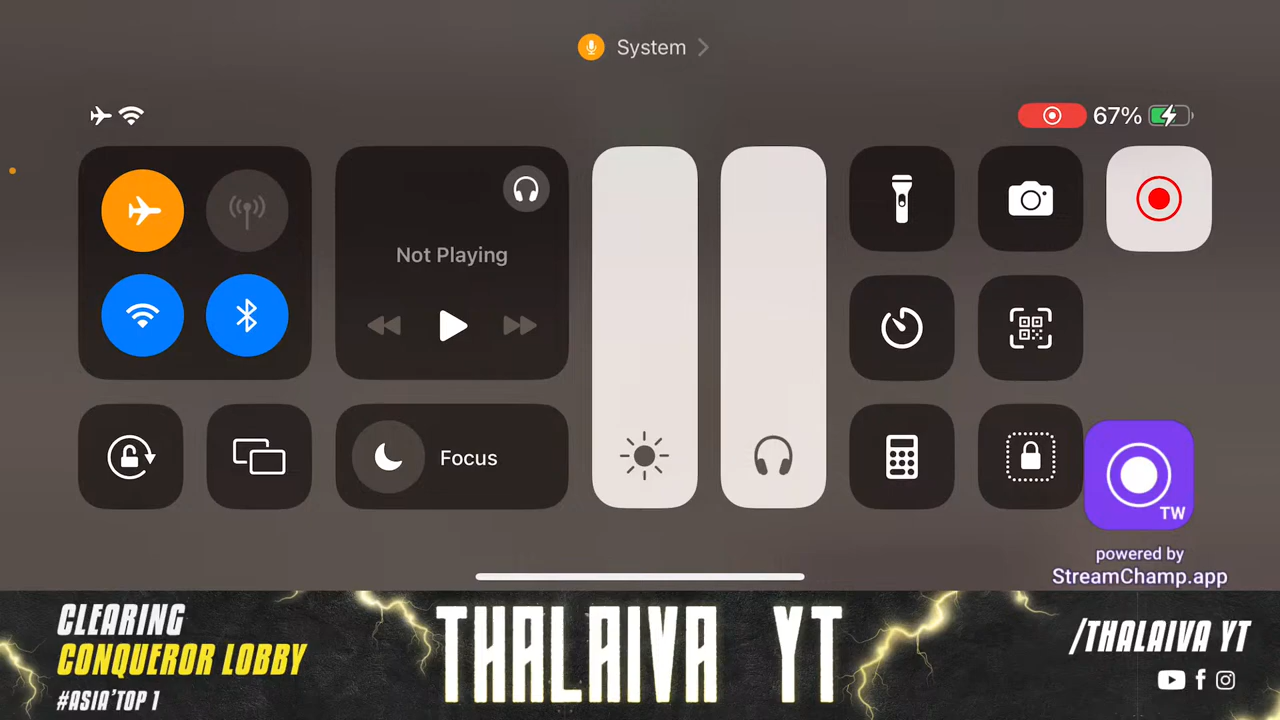 System
67%
Not Playing
Focus
TW
powered by
StreamChamp.app
CLEARING
CONQUEROR LOBBY
#ASIA'TOP 1
THALAIVA YT
/THALAIVA YT